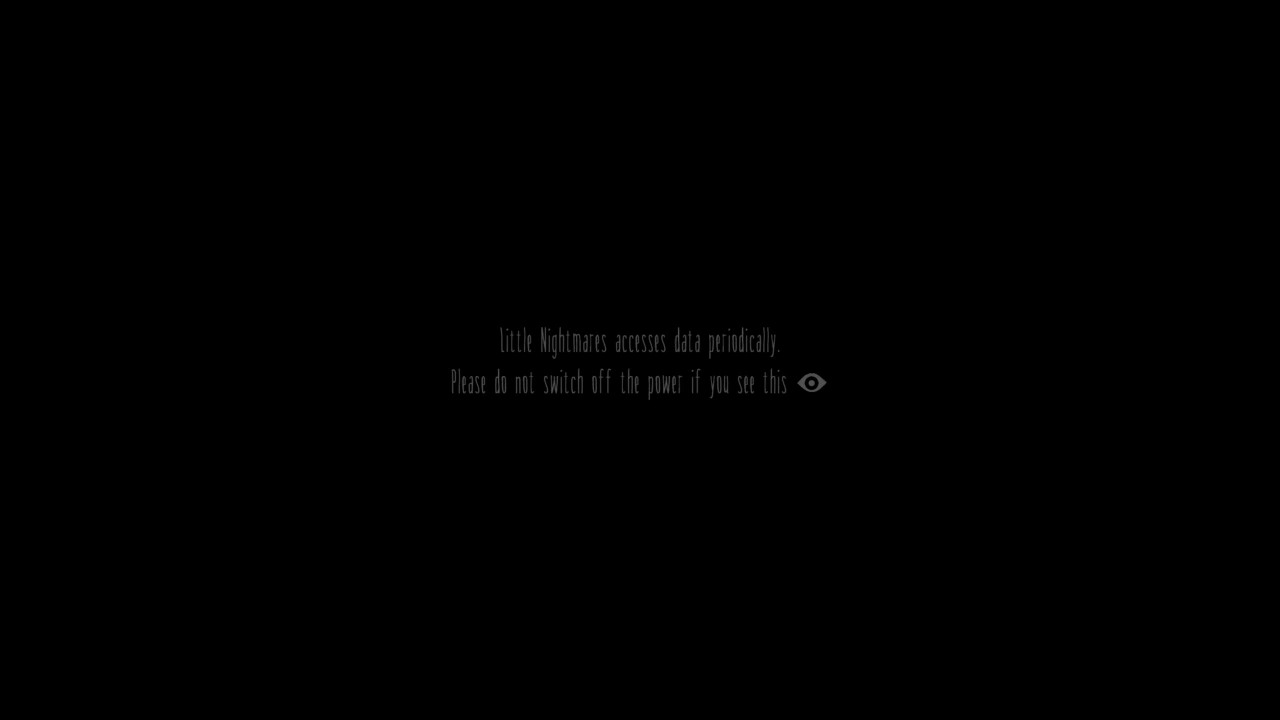 Little Nightmares accesses data periodically.
Please do not switch off the power if you see this